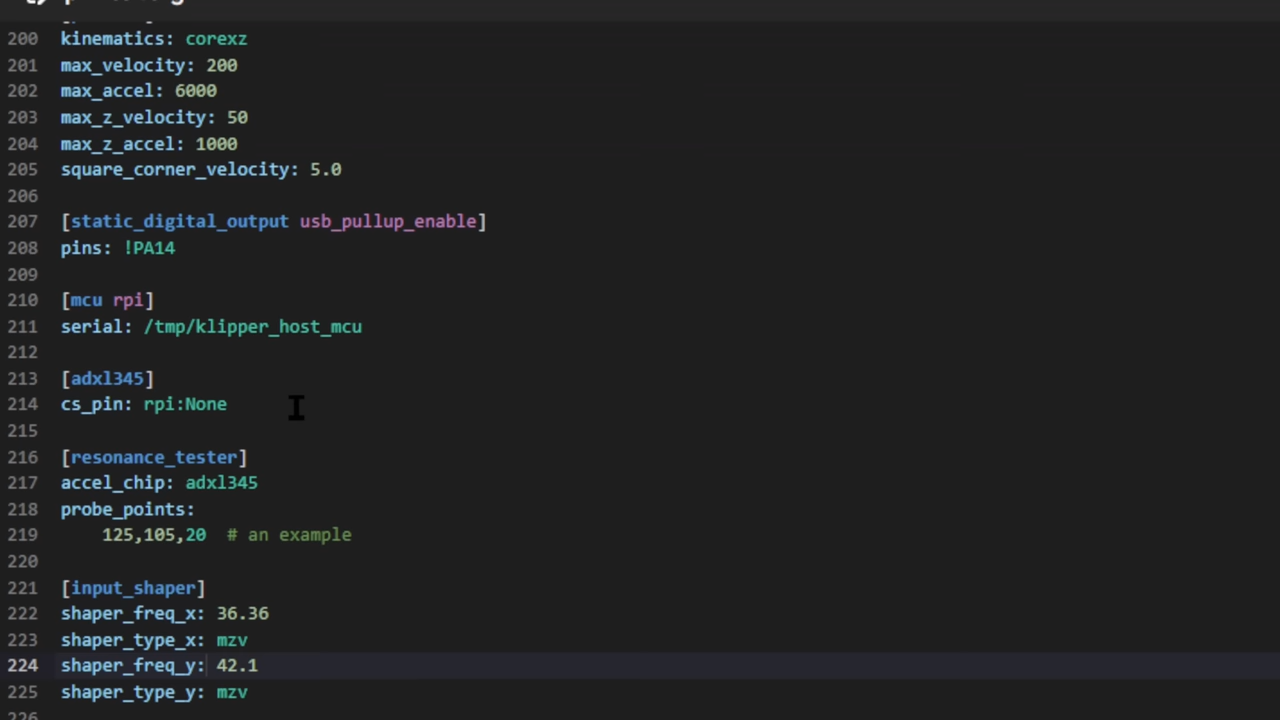 200 kinematics: corexz
201 max_velocity: 200
202 max_accel: 6000
203 max_z_velocity: 50
204 max_z_accel: 1000
205 square_corner_velocity: 5.0
206
207 [static_digital_output usb_pullup_enable]
208 pins: !PA14
209
210 [mcu rpi]
211 serial: /tmp/klipper_host_mcu
212
213 [adxl345]
214 cs_pin: rpi:None
215
216 [resonance_tester]
217 accel_chip: adxl345
218 probe_points:
219     125,105,20  # an example
220
221 [input_shaper]
222 shaper_freq_x: 36.36
223 shaper_type_x: mzv
224 shaper_freq_y: 42.1
225 shaper_type_y: mzv
226